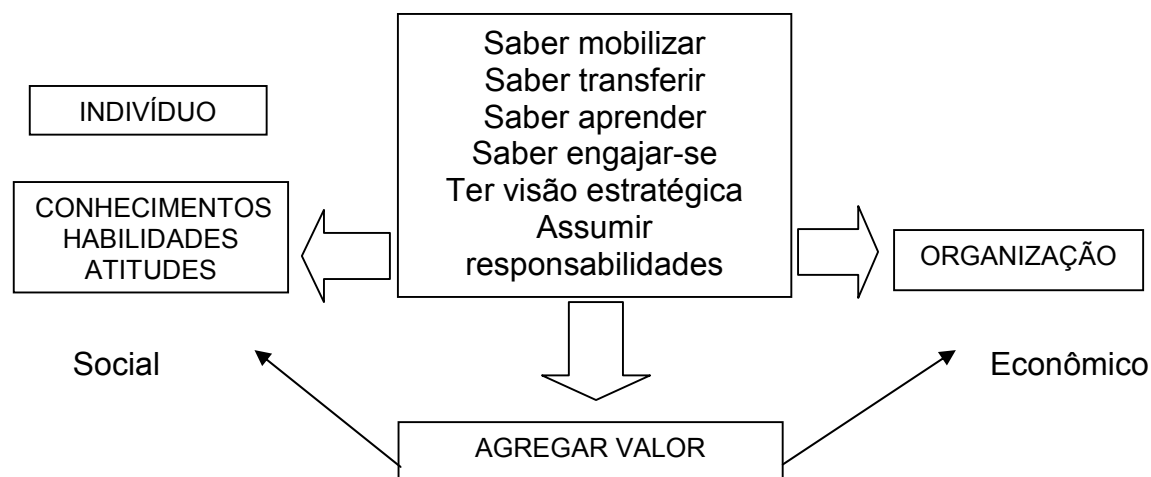 INDIVÍDUO
CONHECIMENTOS
HABILIDADES
ATITUDES
Saber mobilizar
Saber transferir
Saber aprender
Saber engajar-se
Ter visão estratégica
Assumir
responsabilidades
ORGANIZAÇÃO
Social
Econômico
AGREGAR VALOR